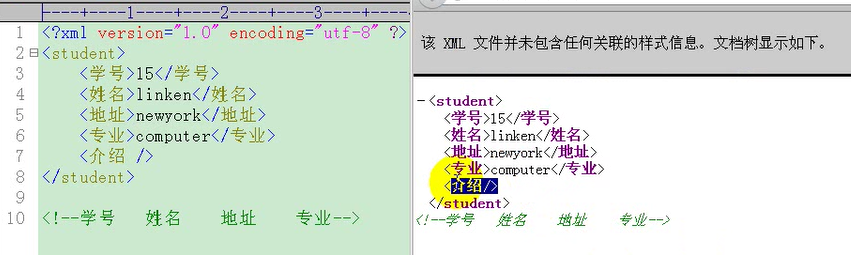 |----+----1----+----2----+----3----+
1 <?xml version="1.0" encoding="utf-8" ?>
2 <student>
3 <学号>15</学号>
4 <姓名>linken</姓名>
5 <地址>newyork</地址>
6 <专业>computer</专业>
7 <介绍 />
8 </student>
9
10 <!--学号 姓名 地址 专业-->
该 XML 文件并未包含任何关联的样式信息。文档树显示如下。
-<student>
<学号>15</学号>
<姓名>linken</姓名>
<地址>newyork</地址>
<专业>computer</专业>
<介绍/>
</student>
<!--学号 姓名 地址 专业-->